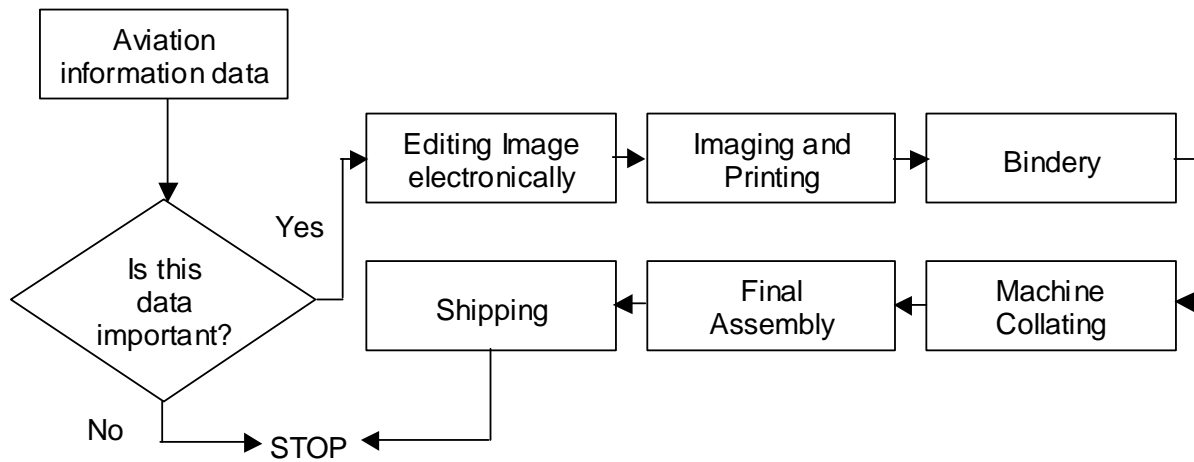 Aviation
information data
Is this
data
important?
Yes
No
Editing Image
electronically
Imaging and
Printing
Bindery
Machine
Collating
Final
Assembly
Shipping
STOP